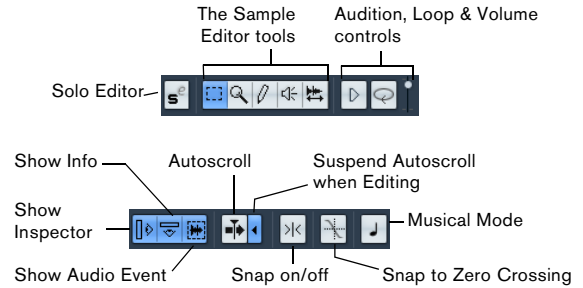 The Sample
Editor tools
Audition, Loop & Volume
controls
Solo Editor
se
Show Info
Autoscroll
Suspend Autoscroll
when Editing
Show
Inspector
Musical Mode
Show Audio Event
Snap on/off
Snap to Zero Crossing